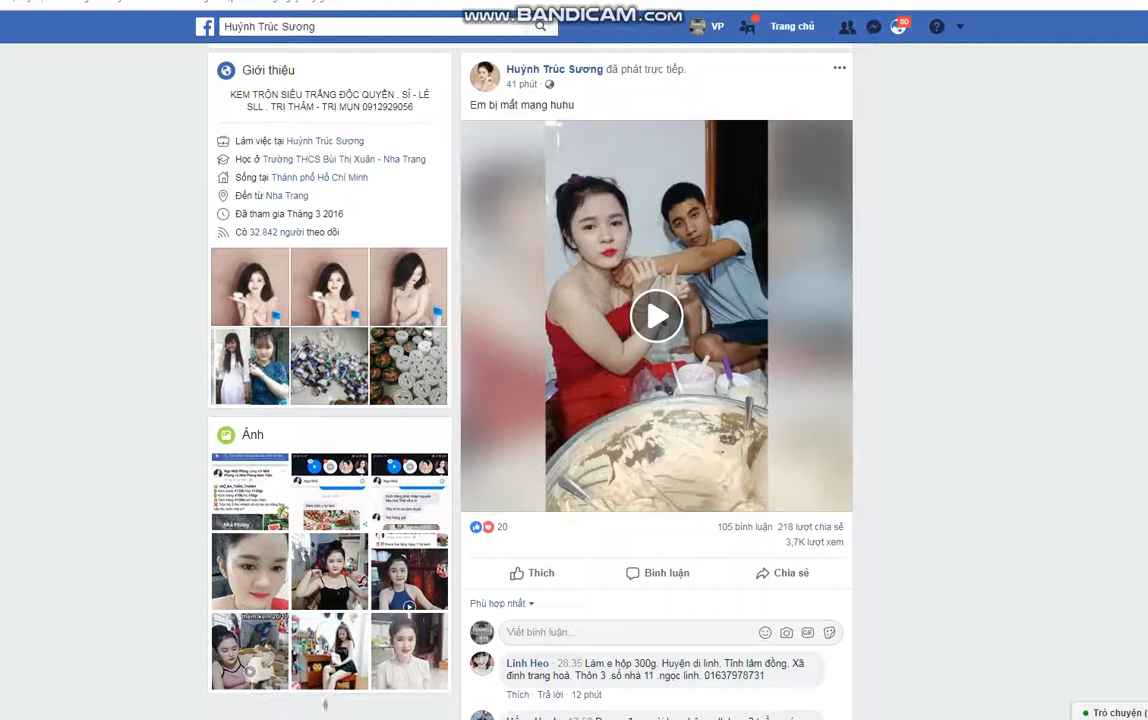 www.BANDICAM.com
Huỳnh Trúc Sương
VP
Trang chủ
80
Giới thiệu
KEM TRỘN SIÊU TRẮNG ĐỘC QUYỀN . SỈ - LẺ
SLL . TRỊ THÂM - TRỊ MỤN 0912929056
Làm việc tại Huỳnh Trúc Sương
Học ở Trường THCS Bùi Thị Xuân - Nha Trang
Sống tại Thành phố Hồ Chí Minh
Đến từ Nha Trang
Đã tham gia Tháng 3 2016
Có 32.842 người theo dõi
Ảnh
Huỳnh Trúc Sương đã phát trực tiếp.
41 phút
Em bị mất mạng huhu
20
105 bình luận 218 lượt chia sẻ
3,7K lượt xem
Thích
Bình luận
Chia sẻ
Phù hợp nhất
Viết bình luận...
GIF
Linh Heo · 28.35 Làm e hộp 300g. Huyện di linh. Tỉnh lâm đồng. Xã
đinh trang hoà. Thôn 3 .số nhà 11 .ngọc linh. 01637978731
Thích · Trả lời · 12 phút
Trò chuyện (